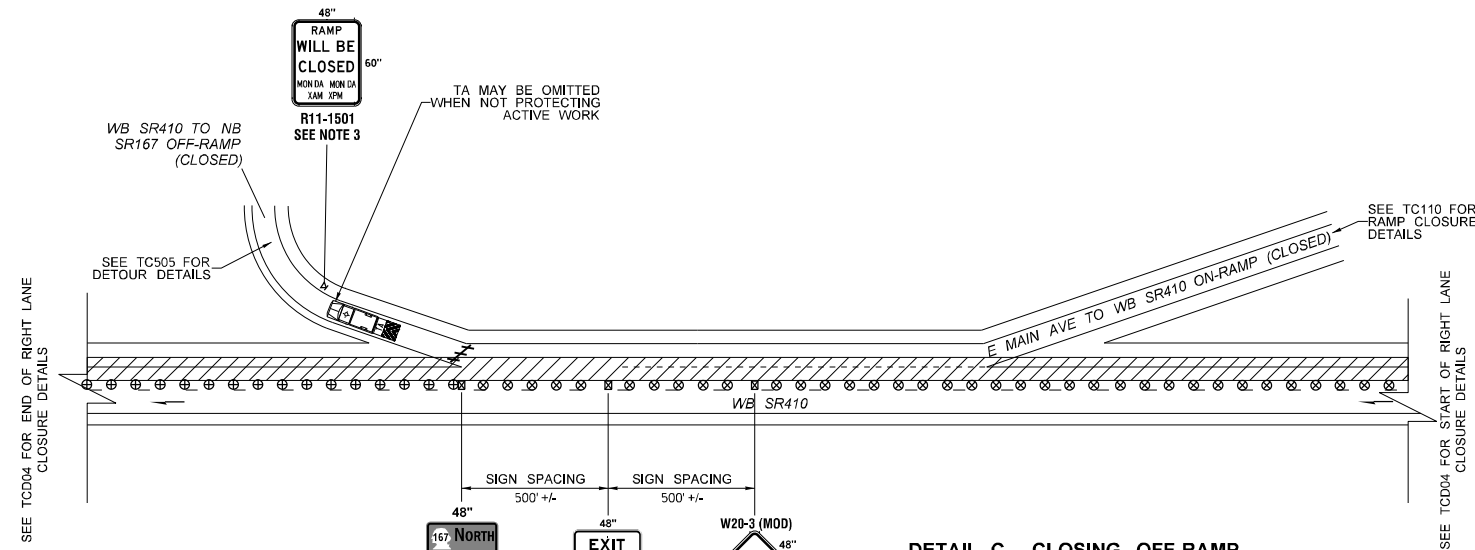 48"
RAMP
WILL BE
CLOSED
MON DA MON DA
XAM XPM
60"
R11-1501
SEE NOTE 3
TA MAY BE OMITTED
WHEN NOT PROTECTING
ACTIVE WORK
WB SR410 TO NB
SR167 OFF-RAMP
(CLOSED)
SEE TC505 FOR
DETOUR DETAILS
SEE TC110 FOR
RAMP CLOSURE
DETAILS
E MAIN AVE TO WB SR410 ON-RAMP (CLOSED)
SEE TCD04 FOR END OF RIGHT LANE
CLOSURE DETAILS
WB SR410
SEE TCD04 FOR START OF RIGHT LANE
CLOSURE DETAILS
SIGN SPACING
500' +/-
SIGN SPACING
500' +/-
48"
167 NORTH
48"
EXIT
W20-3 (MOD)
48"
DETAIL C - CLOSING OFF-RAMP